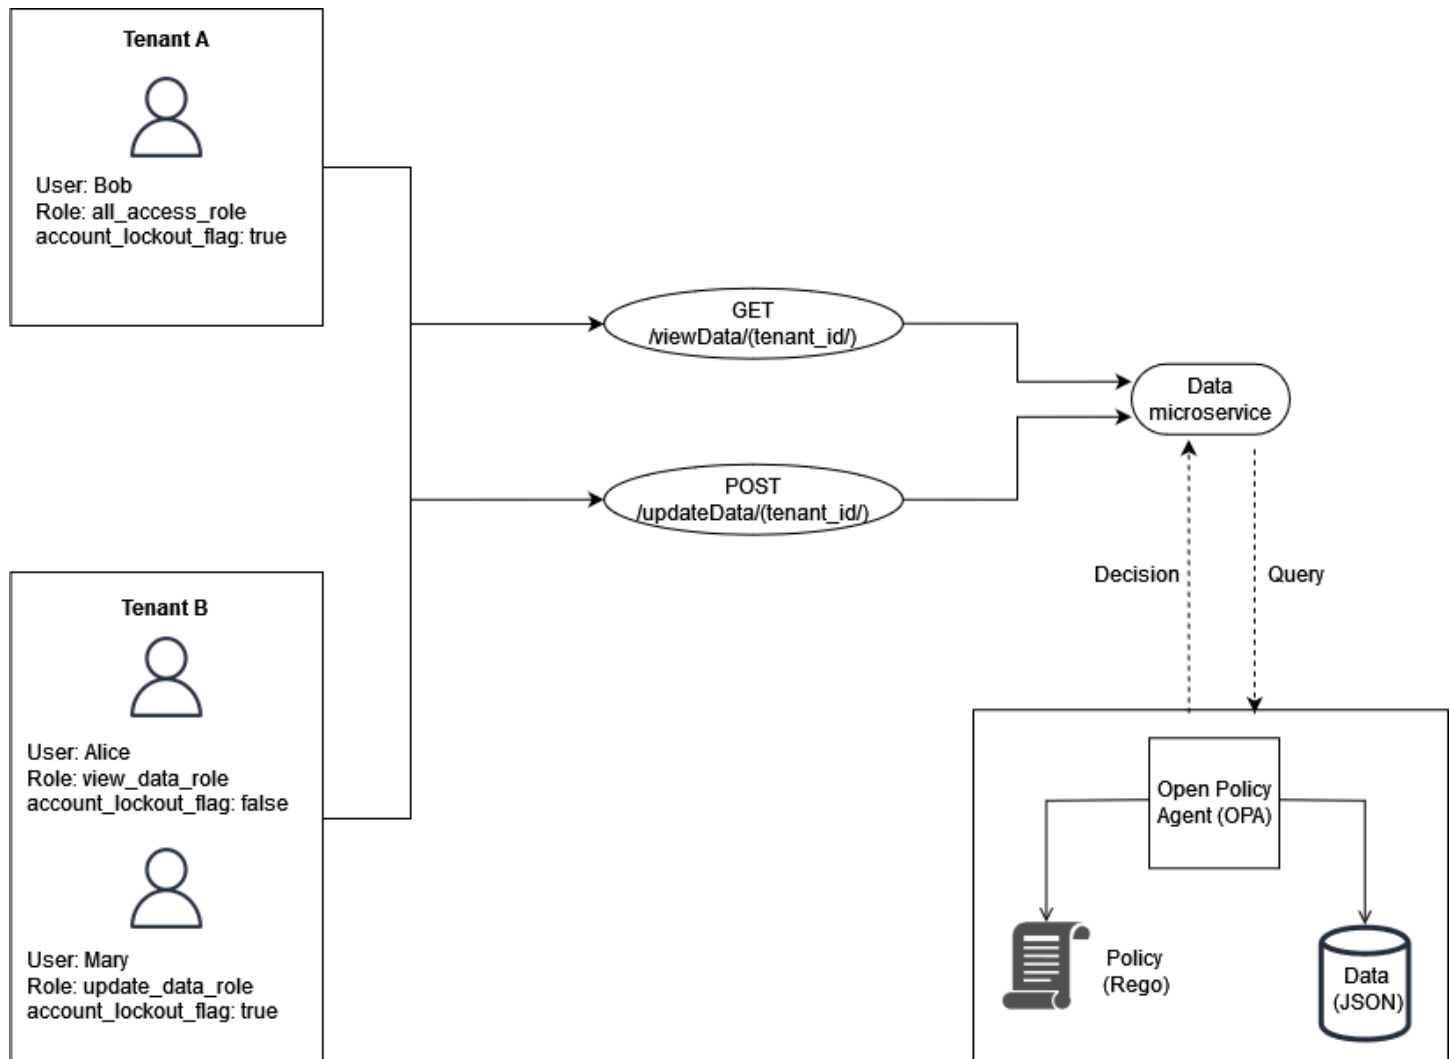 Tenant A
User: Bob
Role: all_access_role
account_lockout_flag: true
GET
/viewData/(tenant_id/)
Data
microservice
POST
/updateData/(tenant_id/)
Decision
Query
Tenant B
User: Alice
Role: view_data_role
account_lockout_flag: false
User: Mary
Role: update_data_role
account_lockout_flag: true
Open Policy
Agent (OPA)
Policy
(Rego)
Data
(JSON)